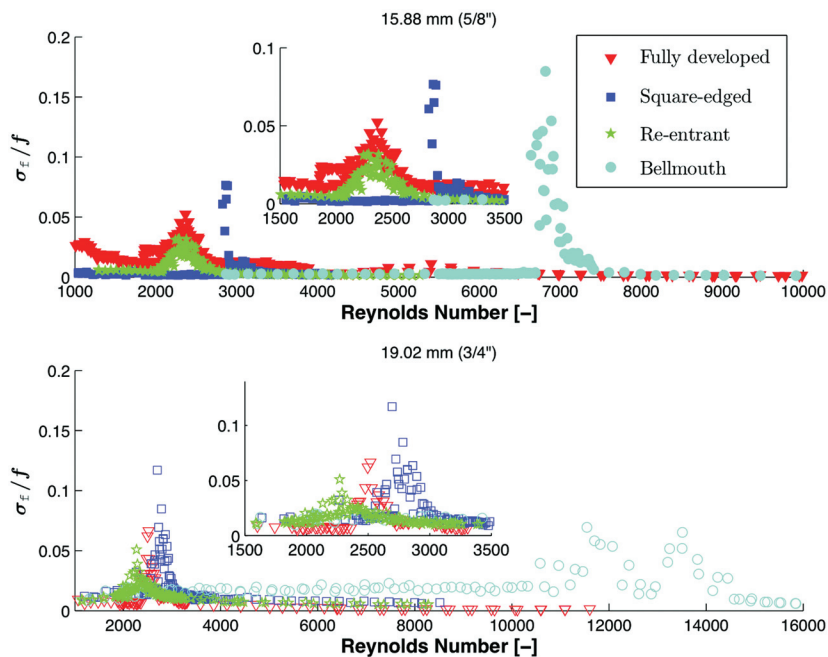 15.88 mm (5/8")
0.2
0.15
0.1
0.05
0
σf/f
0.1
0.05
0
1500 2000 2500 3000 3500
Fully developed
Square-edged
Re-entrant
Bellmouth
1000 2000 3000 4000 5000 6000 7000 8000 9000 10000
Reynolds Number [–]
19.02 mm (3/4")
0.2
0.15
0.1
0.05
0
σf/f
0.1
0.05
0
1500 2000 2500 3000 3500
2000 4000 6000 8000 10000 12000 14000 16000
Reynolds Number [–]